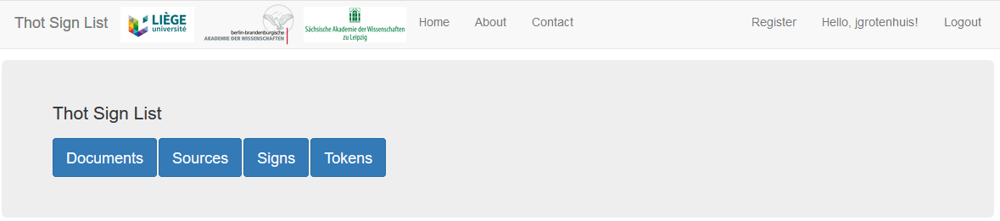 Thot Sign List
LIÈGE
université
berlin-brandenburgische
AKADEMIE DER WISSENSCHAFTEN
Sächsische Akademie der Wissenschaften
zu Leipzig
Home
About
Contact
Register
Hello, jgrotenhuis!
Logout
Thot Sign List
Documents
Sources
Signs
Tokens